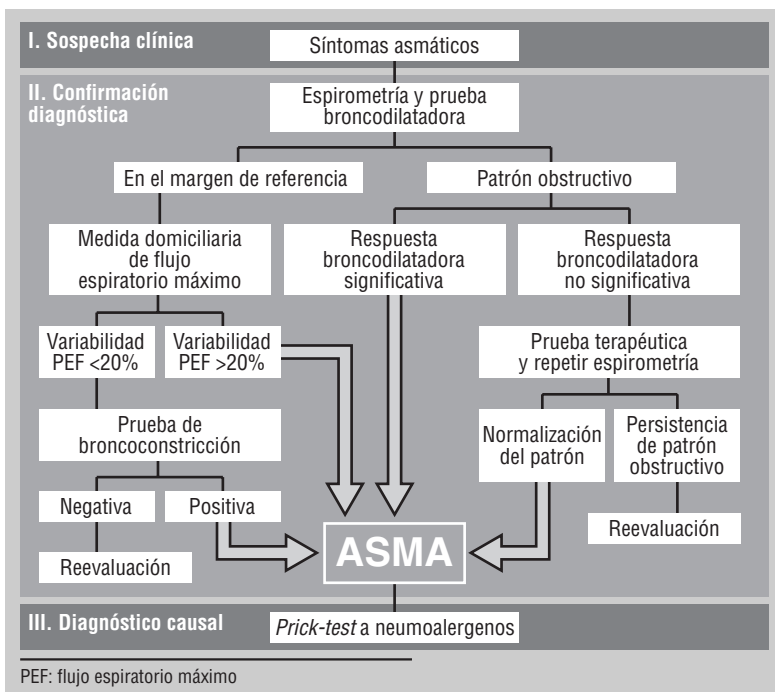 I. Sospecha clínica
Síntomas asmáticos
II. Confirmación
diagnóstica
Espirometría y prueba
broncodilatadora
En el margen de referencia
Patrón obstructivo
Medida domiciliaria
de flujo
espiratorio máximo
Respuesta
broncodilatadora
significativa
Respuesta
broncodilatadora
no significativa
Variabilidad
PEF <20%
Variabilidad
PEF >20%
Prueba terapéutica
y repetir espirometría
Prueba de
broncoconstricción
Normalización
del patrón
Persistencia
de patrón
obstructivo
Negativa
Positiva
Reevaluación
Reevaluación
ASMA
III. Diagnóstico causal
Prick-test a neumoalergenos
PEF: flujo espiratorio máximo